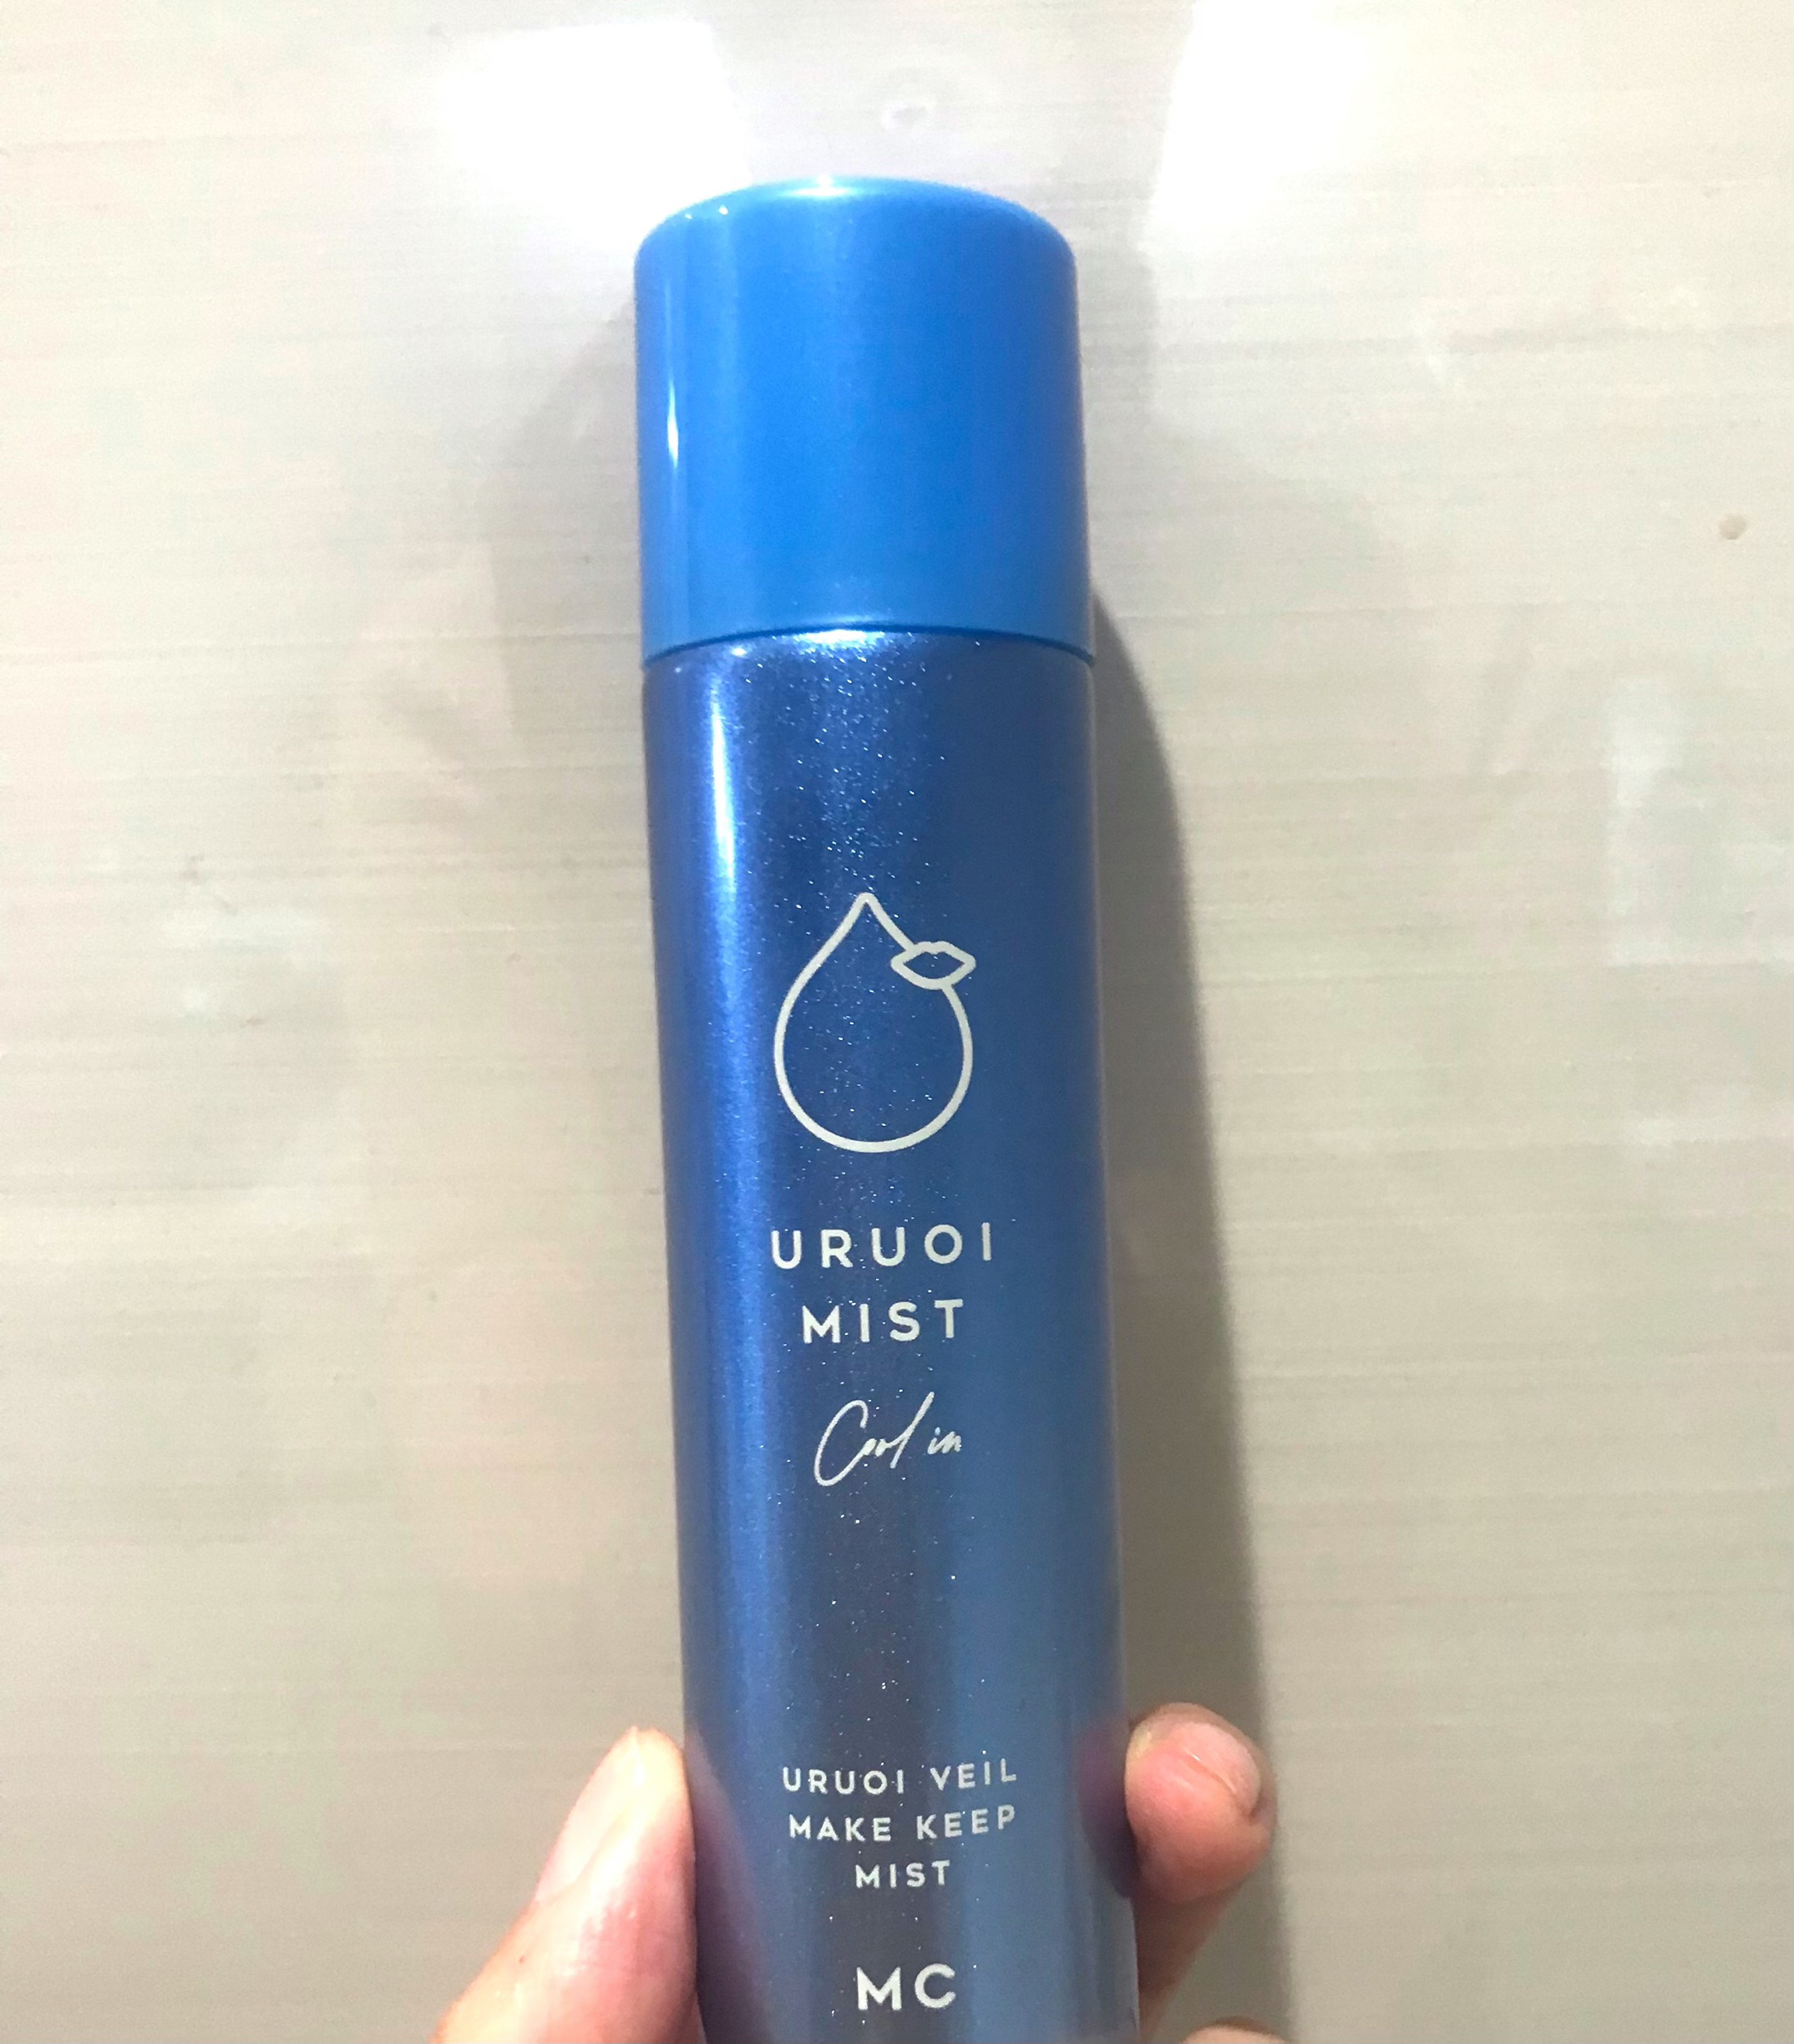 URUOI
MIST
Cool in
URUOI VEIL
MAKE KEEP
MIST
MC